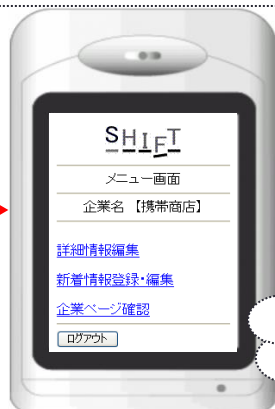 SHIFT
メニュー画面
企業名 【携帯商店】
詳細情報編集
新着情報登録・編集
企業ページ確認
ログアウト